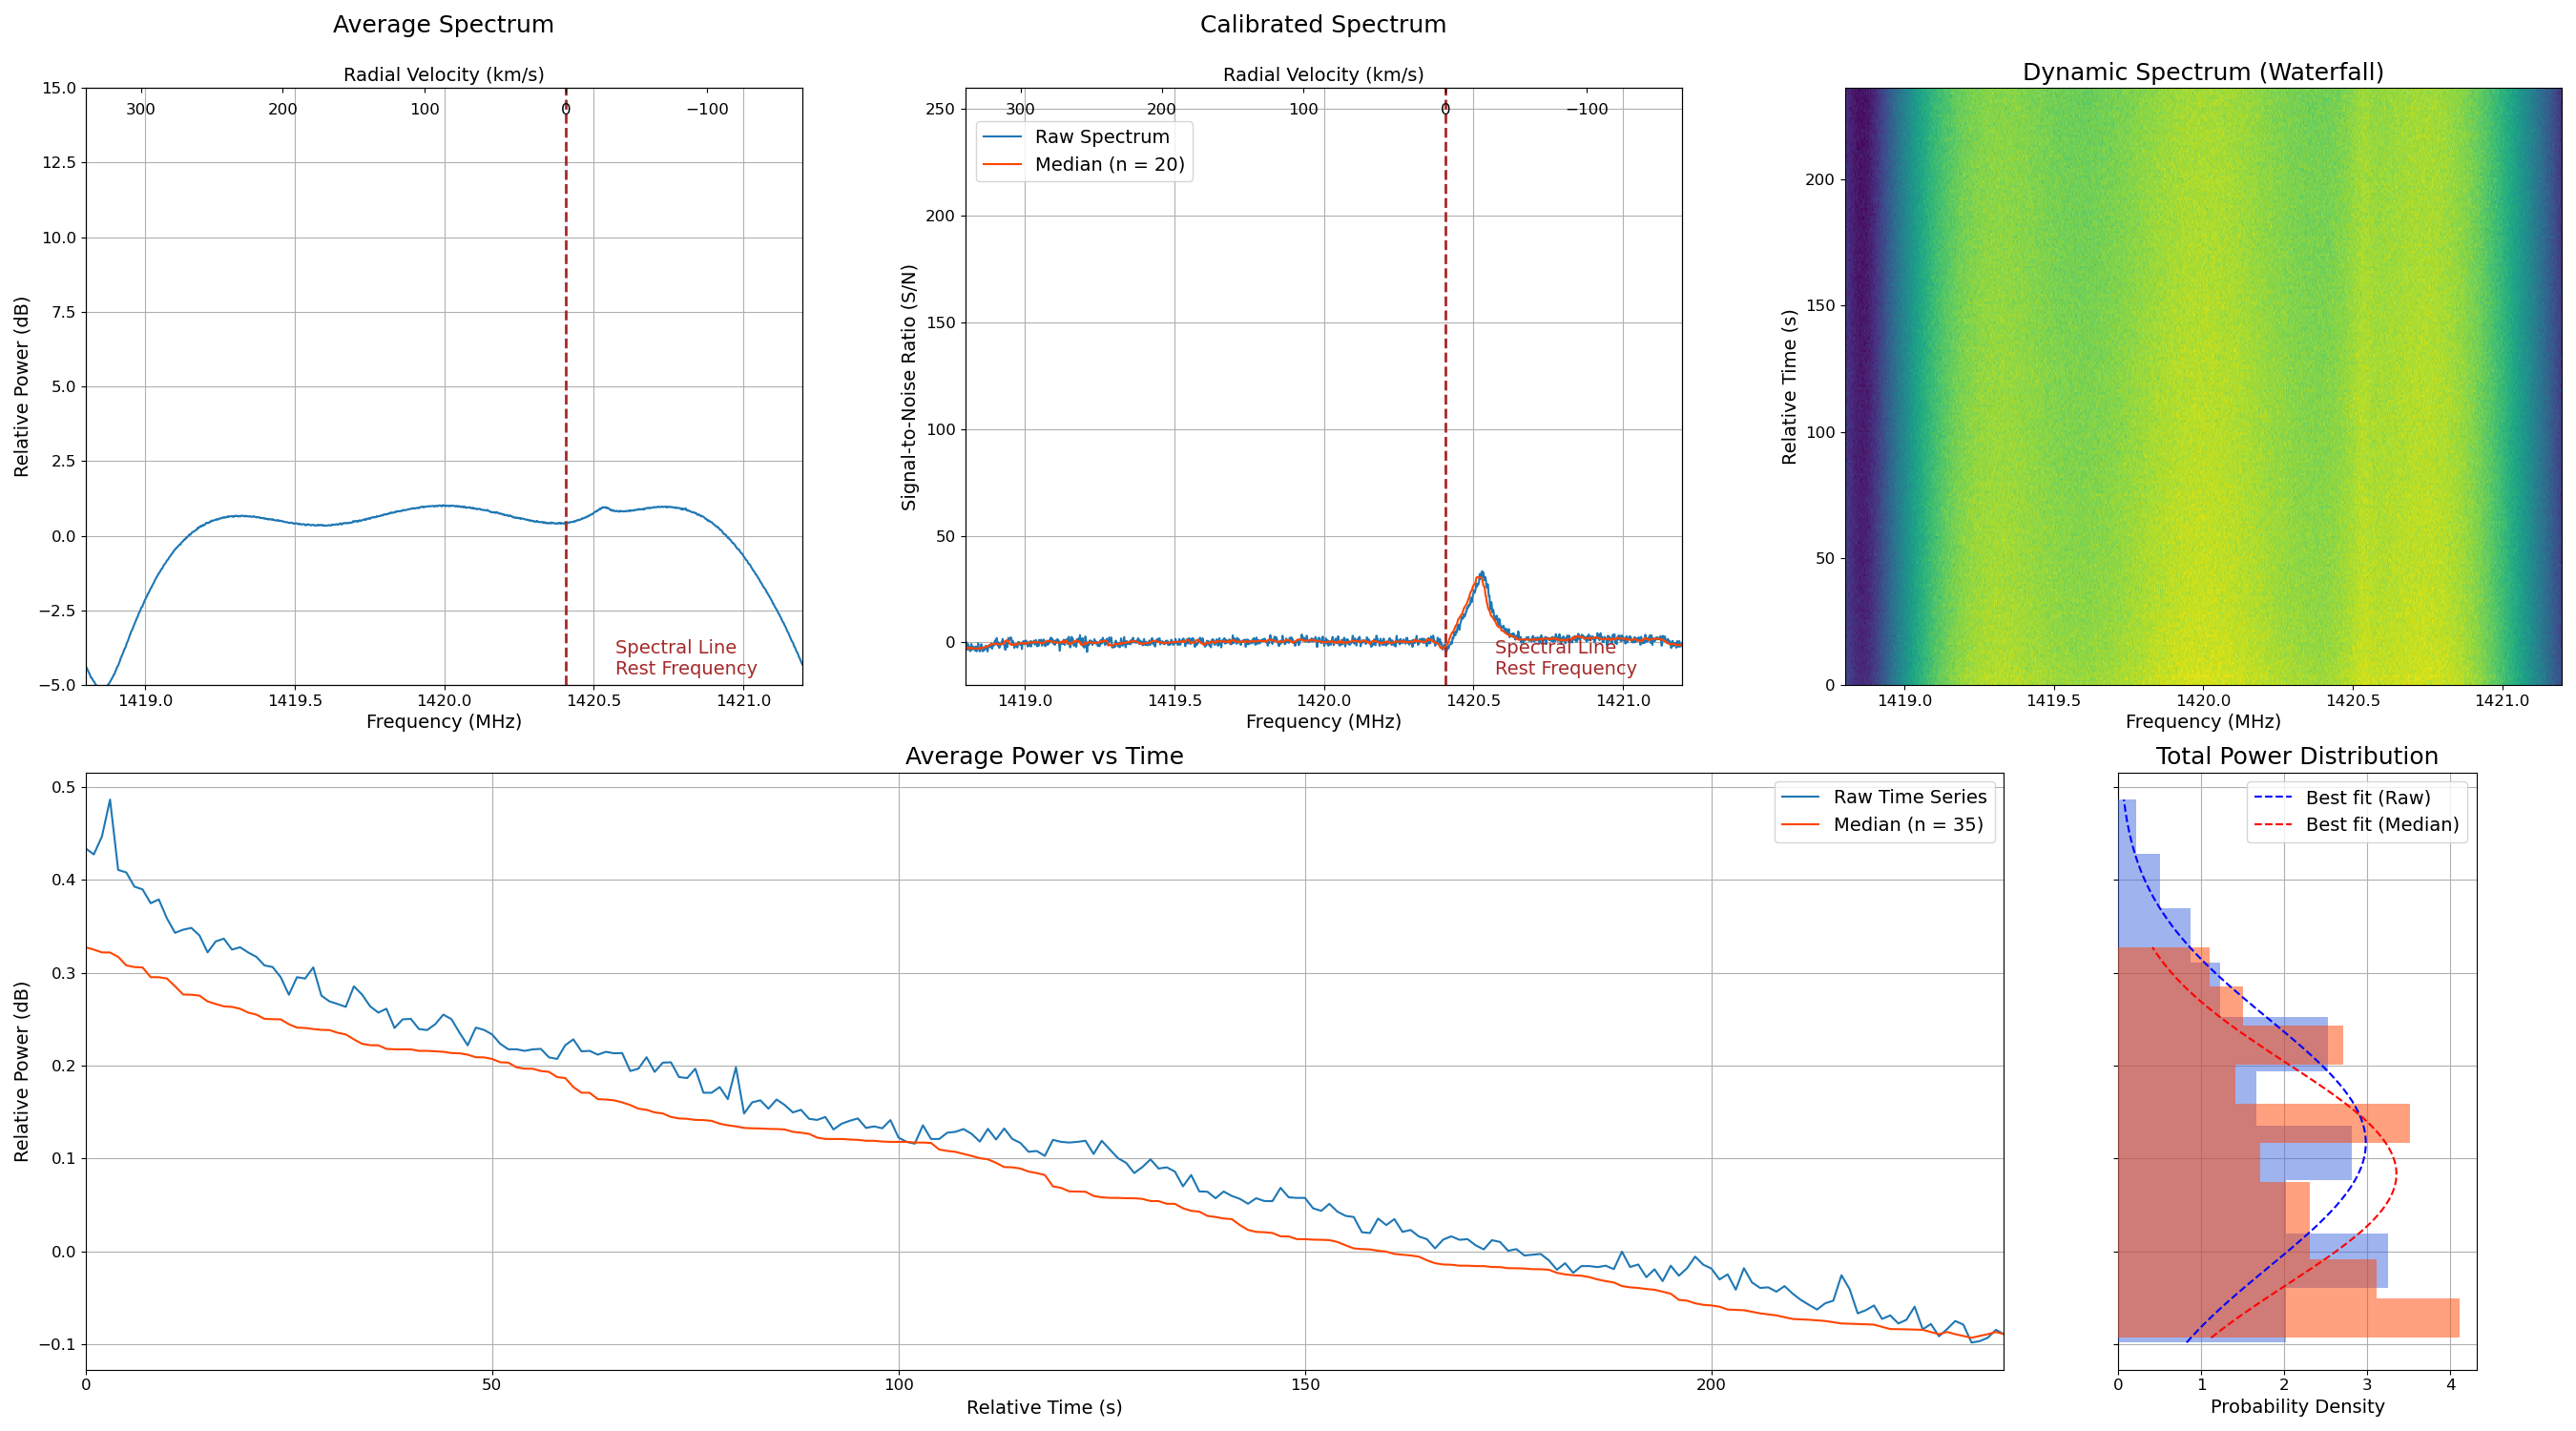 Average Spectrum
Radial Velocity (km/s)
300 200 100 0 −100
15.0
12.5
10.0
7.5
5.0
2.5
0.0
−2.5
−5.0
Relative Power (dB)
Spectral Line
Rest Frequency
1419.0 1419.5 1420.0 1420.5 1421.0
Frequency (MHz)
Calibrated Spectrum
Radial Velocity (km/s)
300 200 100 0 −100
Raw Spectrum
Median (n = 20)
250
200
150
100
50
0
Signal-to-Noise Ratio (S/N)
Spectral Line
Rest Frequency
1419.0 1419.5 1420.0 1420.5 1421.0
Frequency (MHz)
Dynamic Spectrum (Waterfall)
200
150
100
50
0
Relative Time (s)
1419.0 1419.5 1420.0 1420.5 1421.0
Frequency (MHz)
Average Power vs Time
Raw Time Series
Median (n = 35)
0.5
0.4
0.3
0.2
0.1
0.0
−0.1
Relative Power (dB)
0 50 100 150 200
Relative Time (s)
Total Power Distribution
Best fit (Raw)
Best fit (Median)
0 1 2 3 4
Probability Density